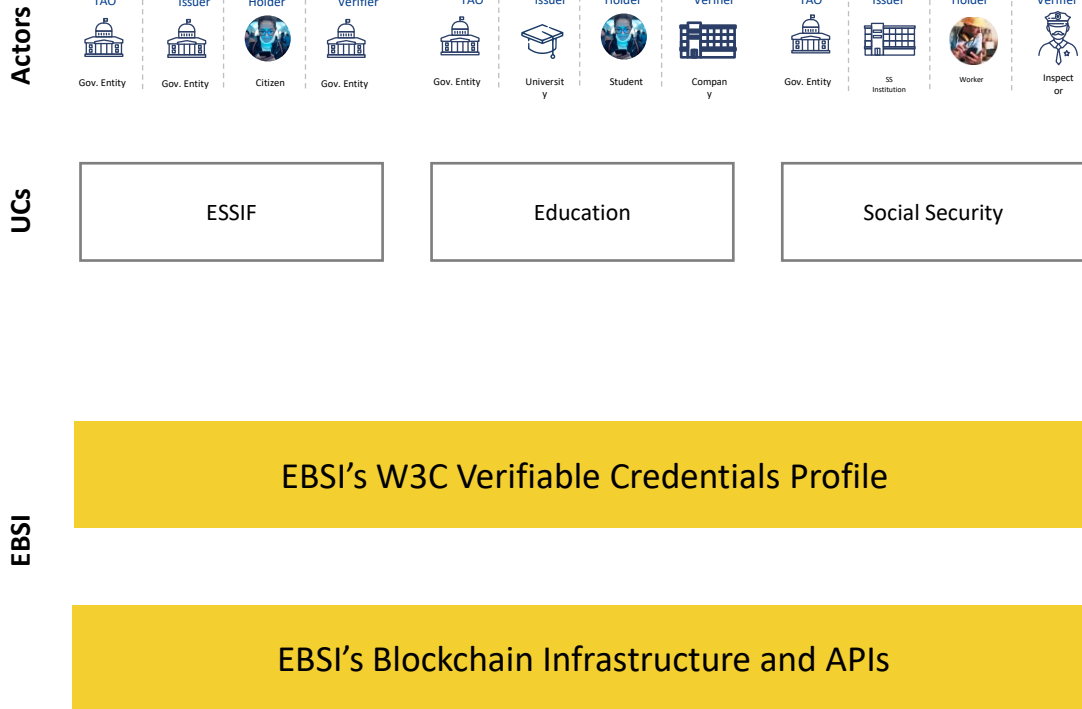 Actors
TAO Issuer Holder Verifier TAO Issuer Holder Verifier TAO Issuer Holder Verifier
Gov. Entity Gov. Entity Citizen Gov. Entity Gov. Entity Universit Student Compan Gov. Entity SS Worker Inspect
y y Institution or
UCs
ESSIF Education Social Security
EBSI
EBSI’s W3C Verifiable Credentials Profile
EBSI’s Blockchain Infrastructure and APIs